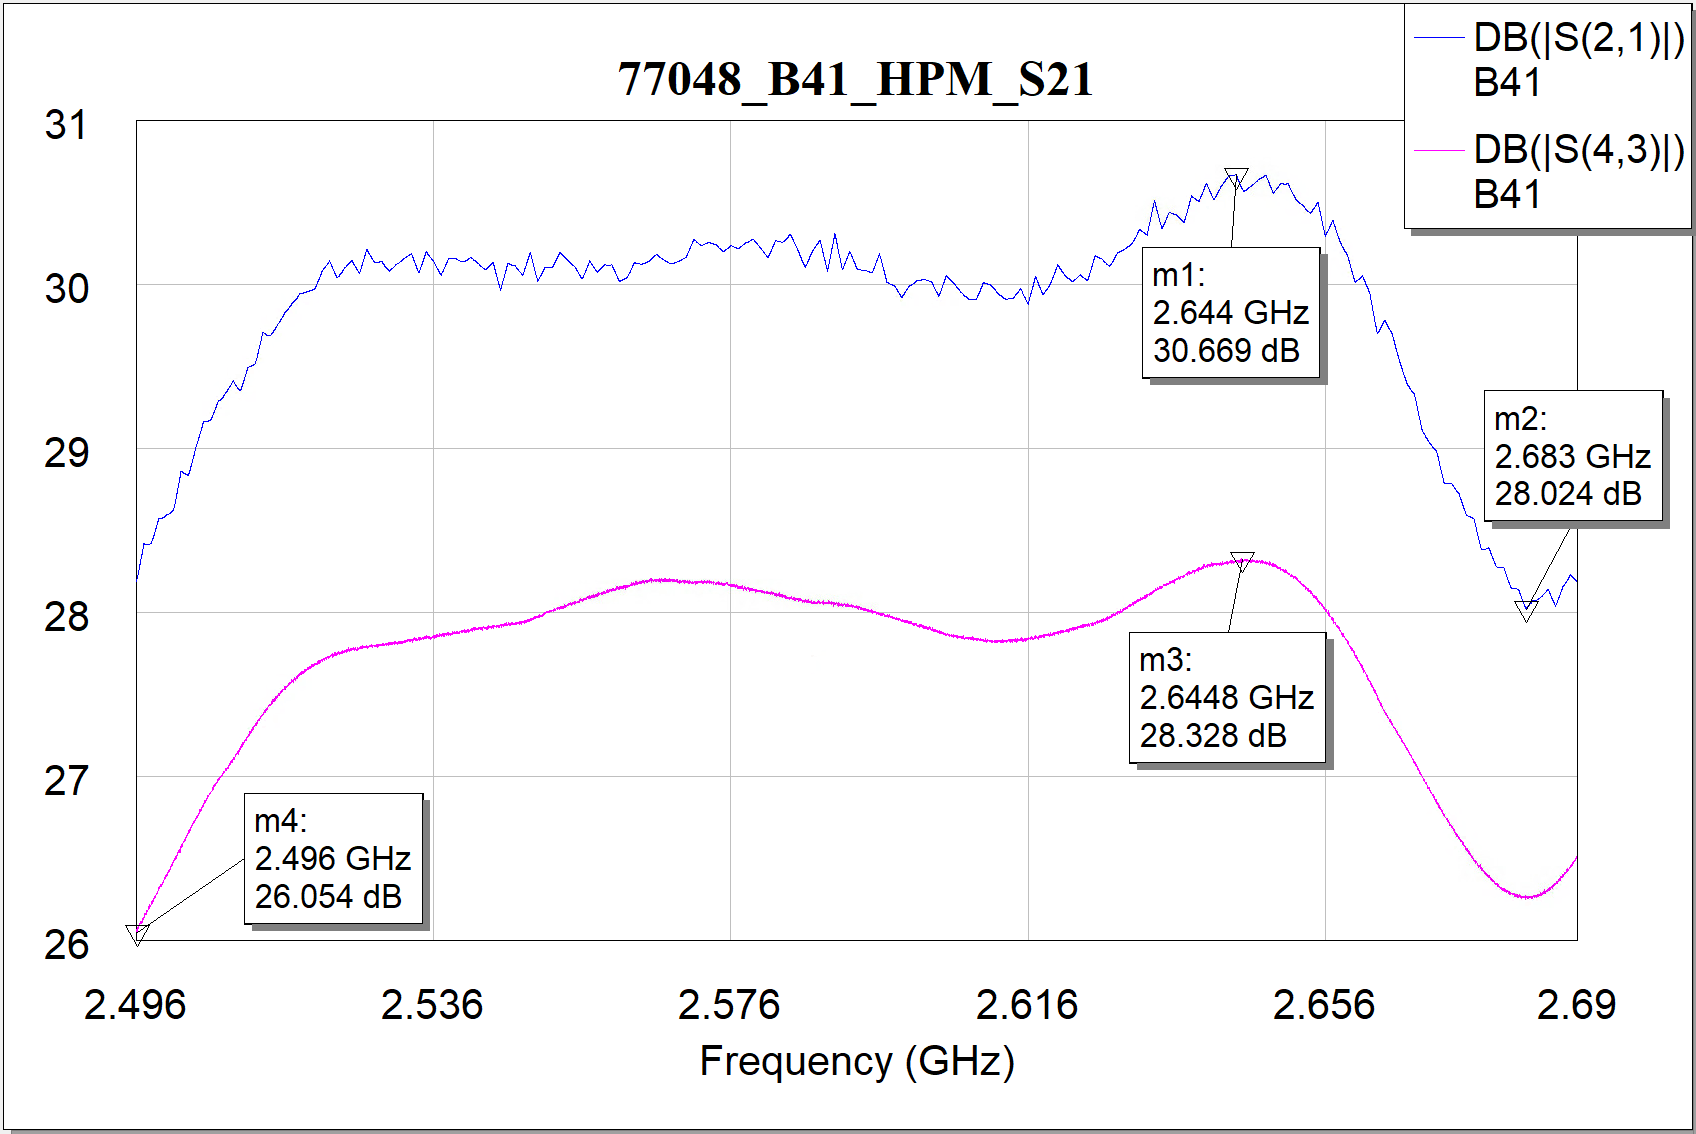 DB(|S(2,1)|)
B41
DB(|S(4,3)|)
B41
77048_B41_HPM_S21
31
30
29
28
27
26
m1:
2.644 GHz
30.669 dB
m2:
2.683 GHz
28.024 dB
m3:
2.6448 GHz
28.328 dB
m4:
2.496 GHz
26.054 dB
2.496 2.536 2.576 2.616 2.656 2.69
Frequency (GHz)